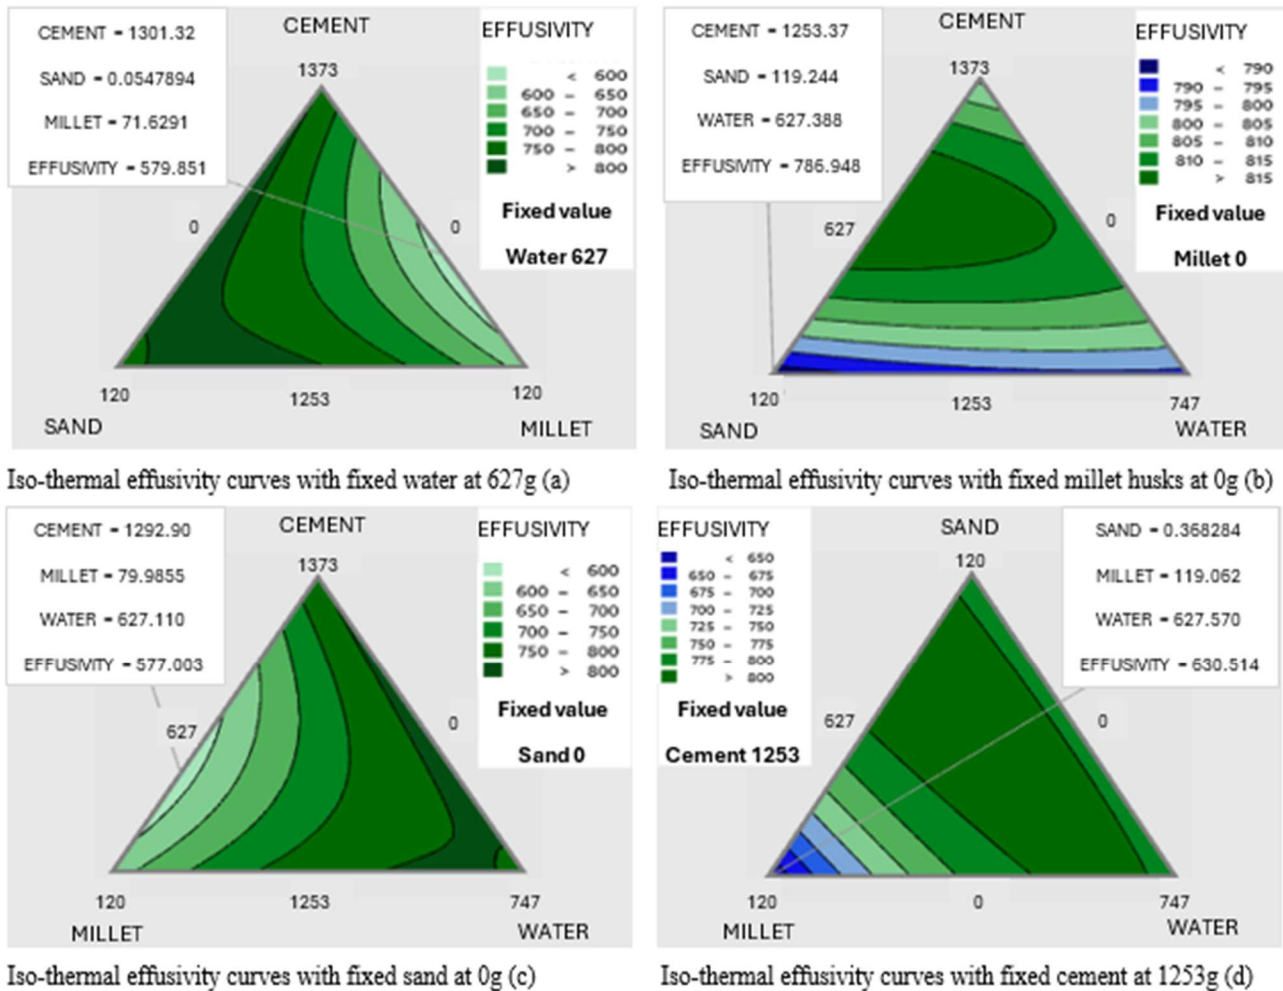 CEMENT = 1301.32
SAND = 0.0547894
MILLET = 71.6291
EFFUSIVITY = 579.851
CEMENT
1373
EFFUSIVITY
< 600
600 – 650
650 – 700
700 – 750
750 – 800
> 800
Fixed value
Water 627
0
0
120
1253
120
SAND
MILLET
Iso-thermal effusivity curves with fixed water at 627g (a)
CEMENT = 1253.37
SAND = 119.244
WATER = 627.388
EFFUSIVITY = 786.948
CEMENT
1373
EFFUSIVITY
< 790
790 – 795
795 – 800
800 – 805
805 – 810
810 – 815
> 815
Fixed value
Millet 0
627
0
120
1253
747
SAND
WATER
Iso-thermal effusivity curves with fixed millet husks at 0g (b)
CEMENT = 1292.90
MILLET = 79.9855
WATER = 627.110
EFFUSIVITY = 577.003
CEMENT
1373
EFFUSIVITY
< 600
600 – 650
650 – 700
700 – 750
750 – 800
> 800
Fixed value
Sand 0
627
0
120
1253
747
MILLET
WATER
Iso-thermal effusivity curves with fixed sand at 0g (c)
EFFUSIVITY
< 650
650 – 675
675 – 700
700 – 725
725 – 750
750 – 775
775 – 800
> 800
Fixed value
Cement 1253
SAND
120
SAND = 0.368284
MILLET = 119.062
WATER = 627.570
EFFUSIVITY = 630.514
627
0
120
0
747
MILLET
WATER
Iso-thermal effusivity curves with fixed cement at 1253g (d)